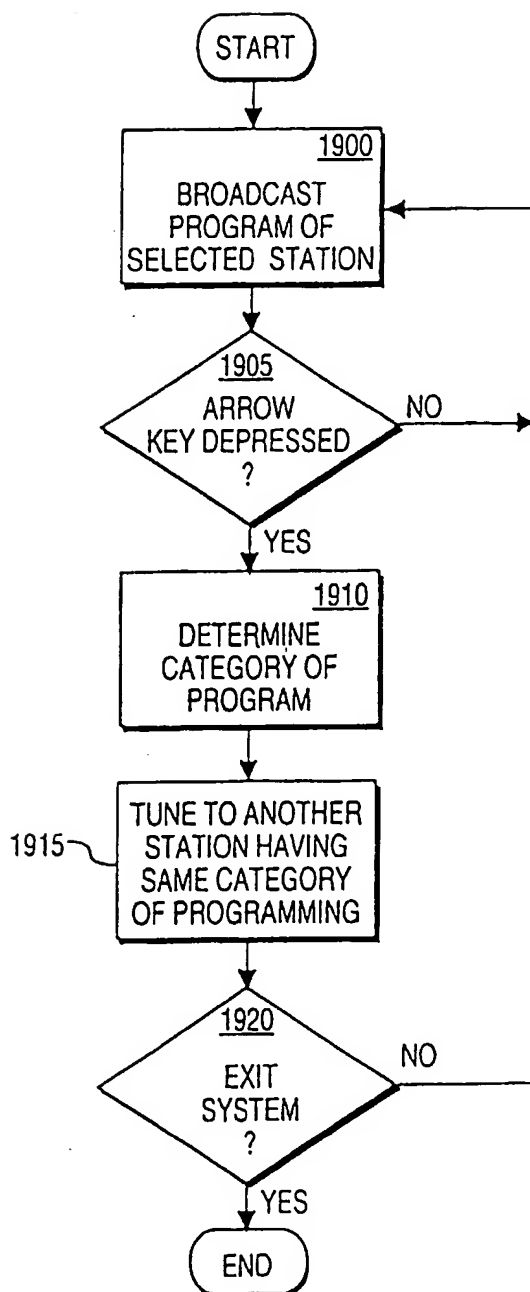 START
1900
BROADCAST
PROGRAM OF
SELECTED STATION
1905
ARROW
KEY DEPRESSED
?
NO
YES
1910
DETERMINE
CATEGORY OF
PROGRAM
1915
TUNE TO ANOTHER
STATION HAVING
SAME CATEGORY
OF PROGRAMMING
1920
EXIT
SYSTEM
?
NO
YES
END